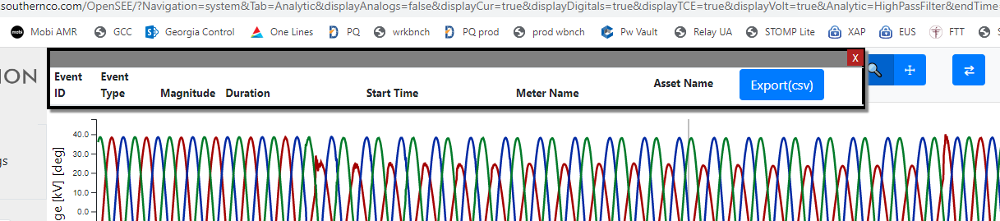 southernco.com/OpenSEE/?Navigation=system&Tab=Analytic&displayAnalogs=false&displayCur=true&displayDigitals=true&displayTCE=true&displayVolt=true&Analytic=HighPassFilter&endTime
mobi Mobi AMR GCC Georgia Control One Lines PQ wrkbnch PQ prod prod wbnch Pw Vault Relay UA STOMP Lite XAP EUS FTT S
ION
X
Event ID Event Type Magnitude Duration Start Time Meter Name Asset Name Export(csv)
gs
40.0
30.0
20.0
10.0
0.0
ge [kV] [deg]